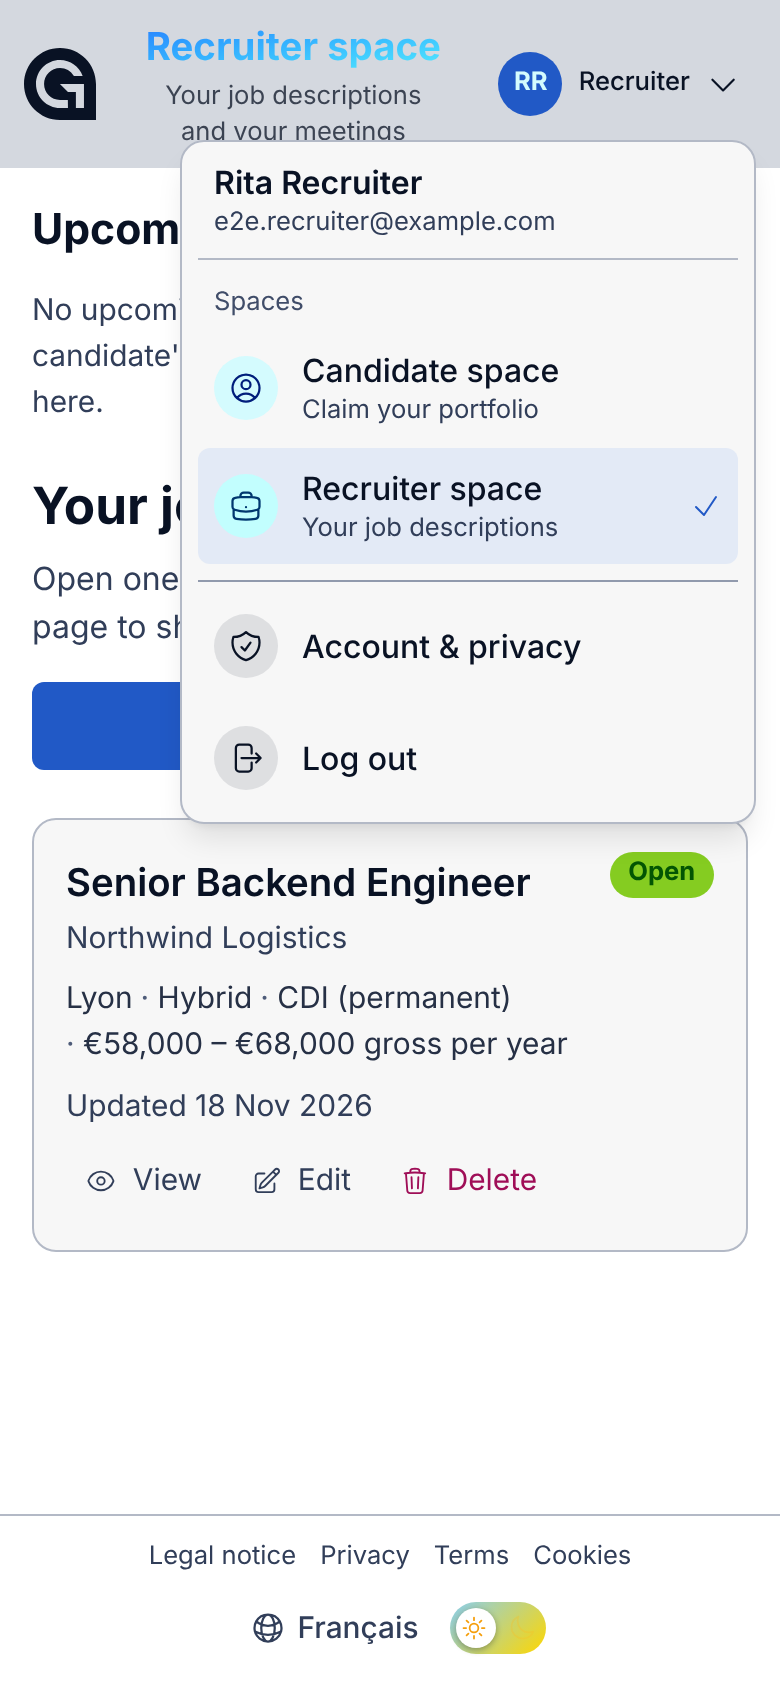 Recruiter space
Your job descriptions
and your meetings
RR
Recruiter
Rita Recruiter
e2e.recruiter@example.com
Spaces
Candidate space
Claim your portfolio
Recruiter space
Your job descriptions
Account & privacy
Log out
Upcom
No upcom
candidate'
here.
Your j
Open one
page to s
Senior Backend Engineer
Open
Northwind Logistics
Lyon · Hybrid · CDI (permanent)
· €58,000 – €68,000 gross per year
Updated 18 Nov 2026
View
Edit
Delete
Legal notice
Privacy
Terms
Cookies
Français